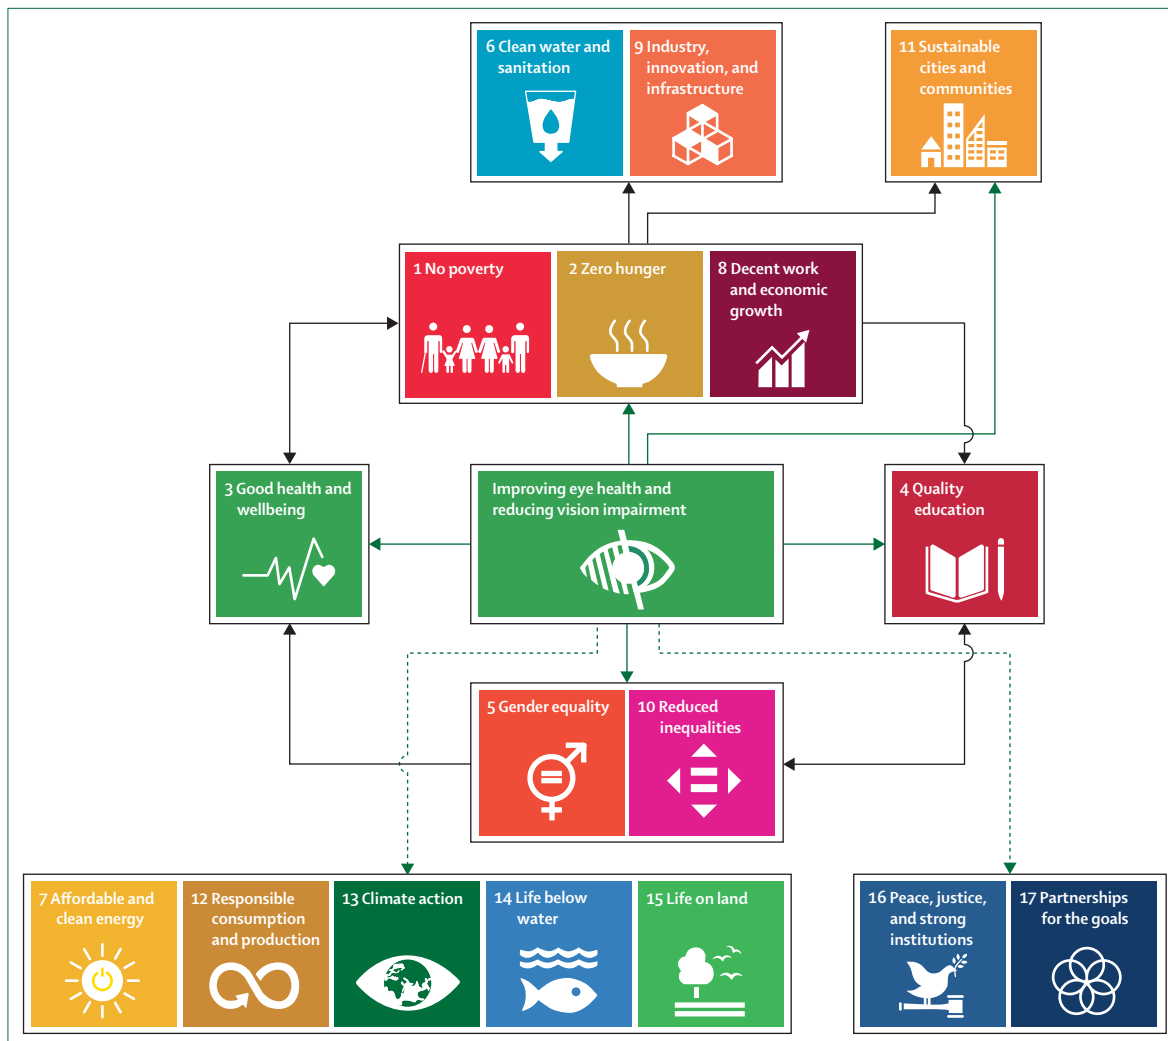 6 Clean water and
sanitation
9 Industry,
innovation, and
infrastructure
11 Sustainable
cities and
communities
1 No poverty
2 Zero hunger
8 Decent work
and economic
growth
3 Good health and
wellbeing
Improving eye health and
reducing vision impairment
4 Quality
education
5 Gender equality
10 Reduced
inequalities
7 Affordable and
clean energy
12 Responsible
consumption
and production
13 Climate action
14 Life below
water
15 Life on land
16 Peace, justice,
and strong
institutions
17 Partnerships
for the goals